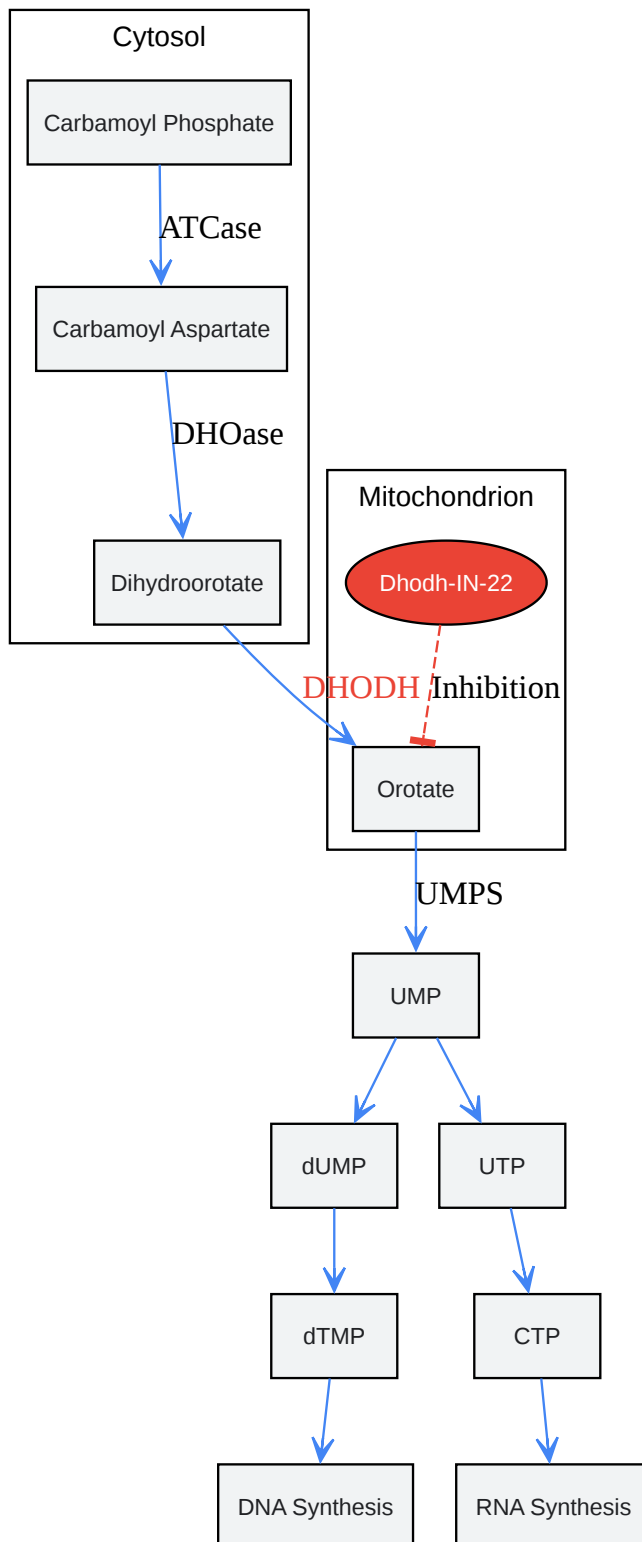 Cytosol
Carbamoyl Phosphate
ATCase
Carbamoyl Aspartate
DHOase
Mitochondrion
Dihydroorotate
Dhodh-IN-22
DHODH
Inhibition
Orotate
UMPS
UMP
dUMP
UTP
dTMP
CTP
DNA Synthesis
RNA Synthesis